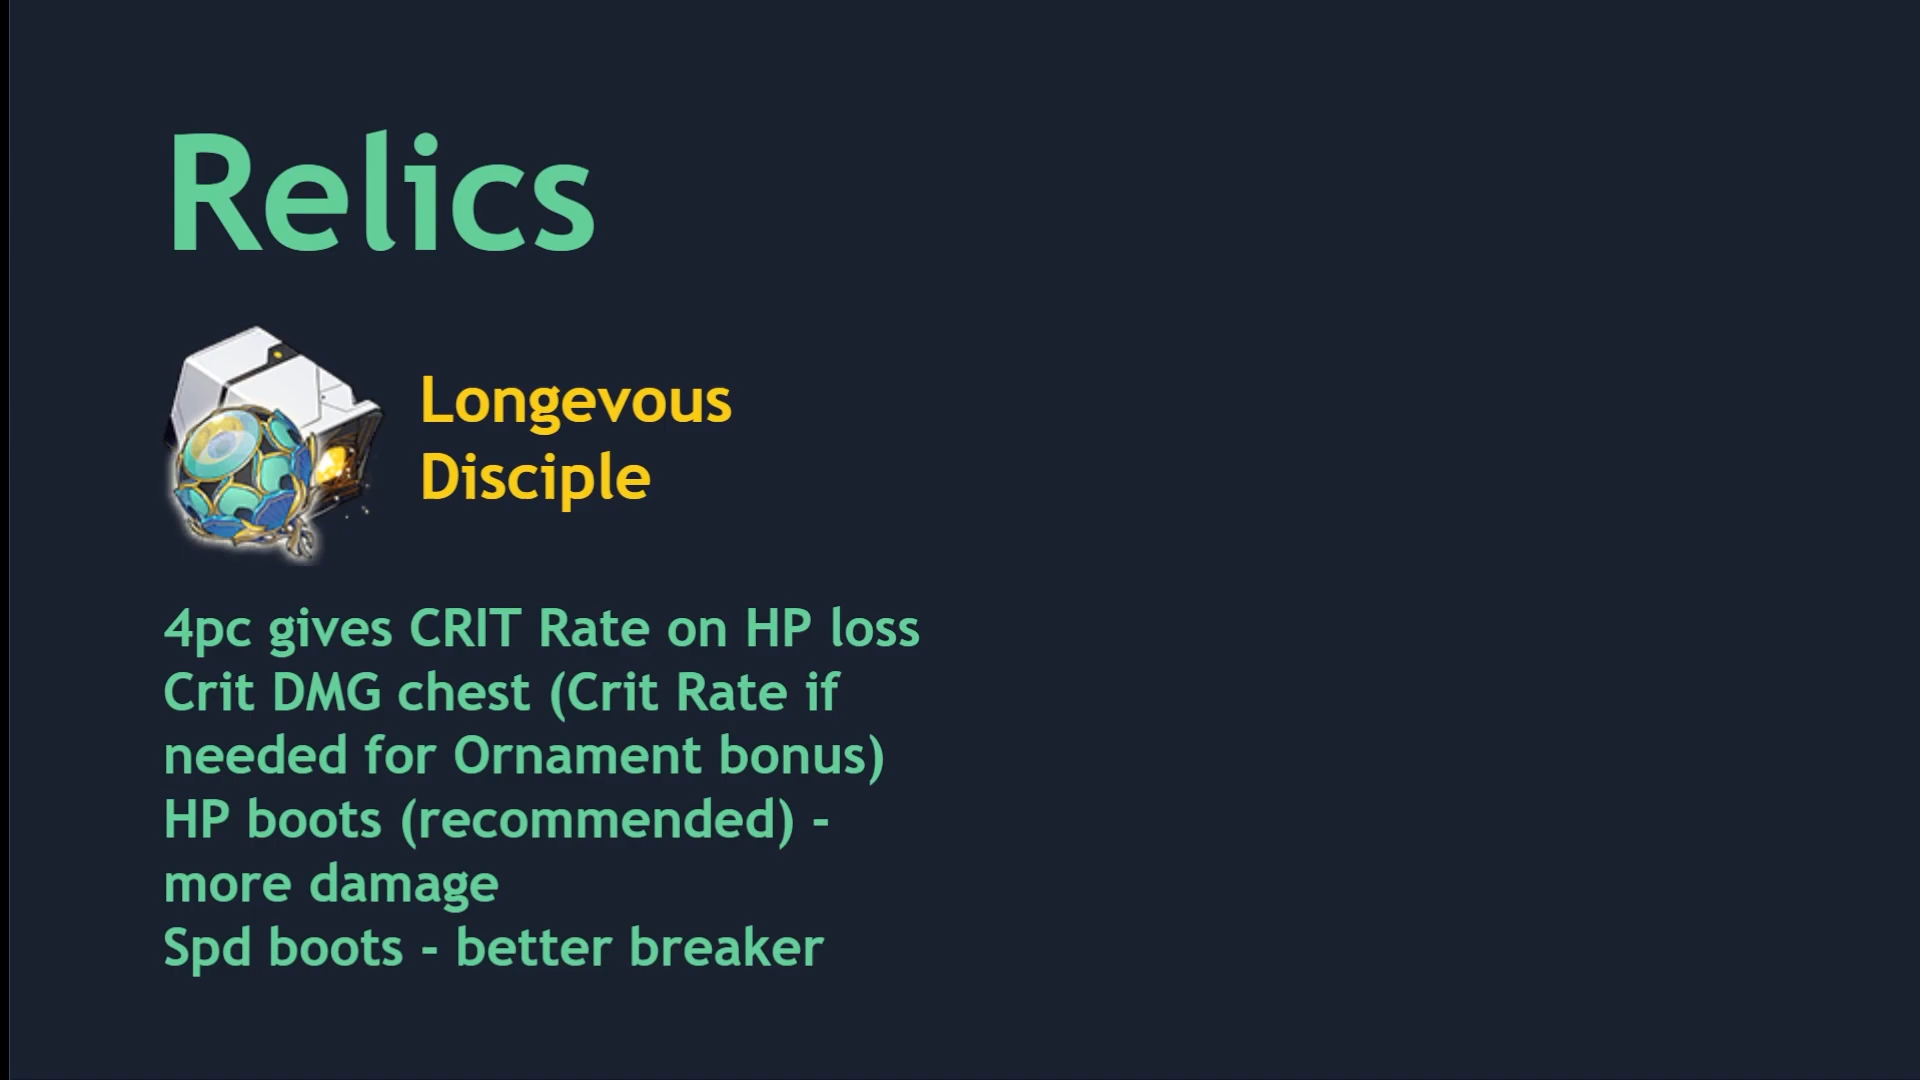 Relics
Longevous
Disciple
4pc gives CRIT Rate on HP loss
Crit DMG chest (Crit Rate if
needed for Ornament bonus)
HP boots (recommended) -
more damage
Spd boots - better breaker